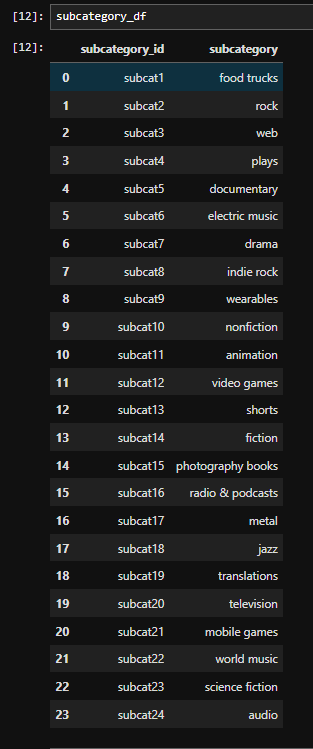 [12]: subcategory_df
[12]: subcategory_id subcategory
0 subcat1 food trucks
1 subcat2 rock
2 subcat3 web
3 subcat4 plays
4 subcat5 documentary
5 subcat6 electric music
6 subcat7 drama
7 subcat8 indie rock
8 subcat9 wearables
9 subcat10 nonfiction
10 subcat11 animation
11 subcat12 video games
12 subcat13 shorts
13 subcat14 fiction
14 subcat15 photography books
15 subcat16 radio & podcasts
16 subcat17 metal
17 subcat18 jazz
18 subcat19 translations
19 subcat20 television
20 subcat21 mobile games
21 subcat22 world music
22 subcat23 science fiction
23 subcat24 audio